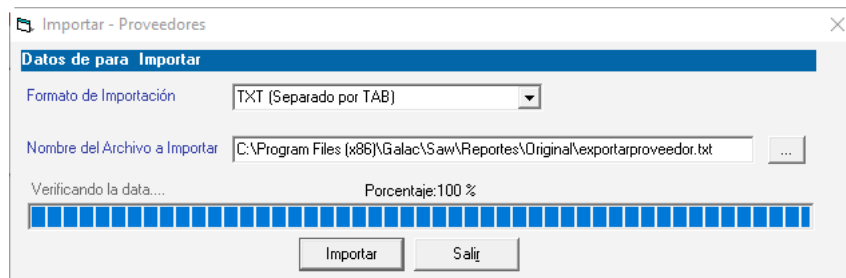 Importar - Proveedores
Datos de para Importar
Formato de Importación TXT (Separado por TAB)
Nombre del Archivo a Importar C:\Program Files (x86)\Galac\Saw\Reportes\Original\exportarproveedor.txt ...
Verificando la data.... Porcentaje:100 %
Importar Salir